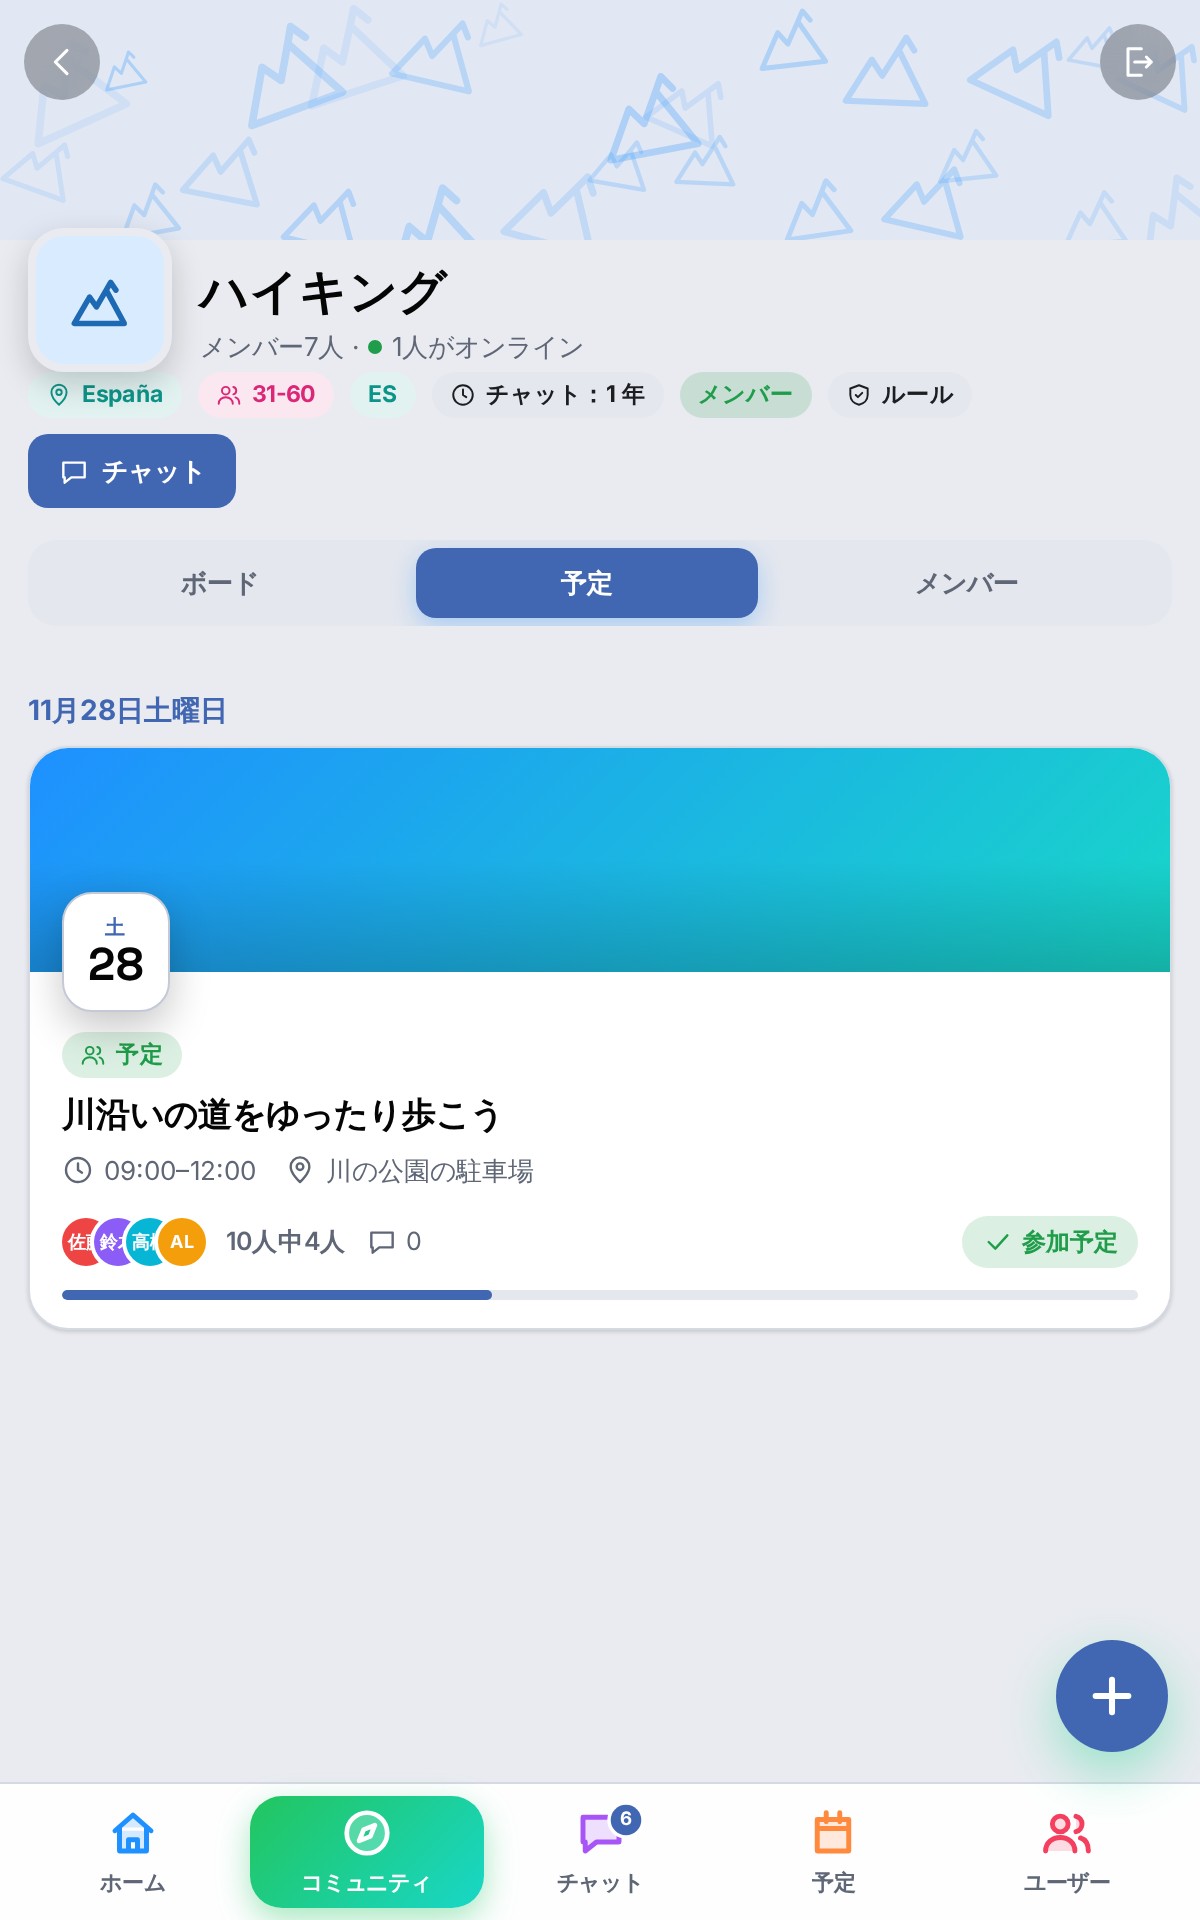 ハイキング
メンバー7人 · 1人がオンライン
España 31-60 ES チャット：1 年 メンバー ルール
チャット
ボード 予定 メンバー
11月28日土曜日
土
28
予定
川沿いの道をゆったり歩こう
09:00–12:00 川の公園の駐車場
佐 鈴 高 AL 10人中4人 0 参加予定
6
ホーム コミュニティ チャット 予定 ユーザー